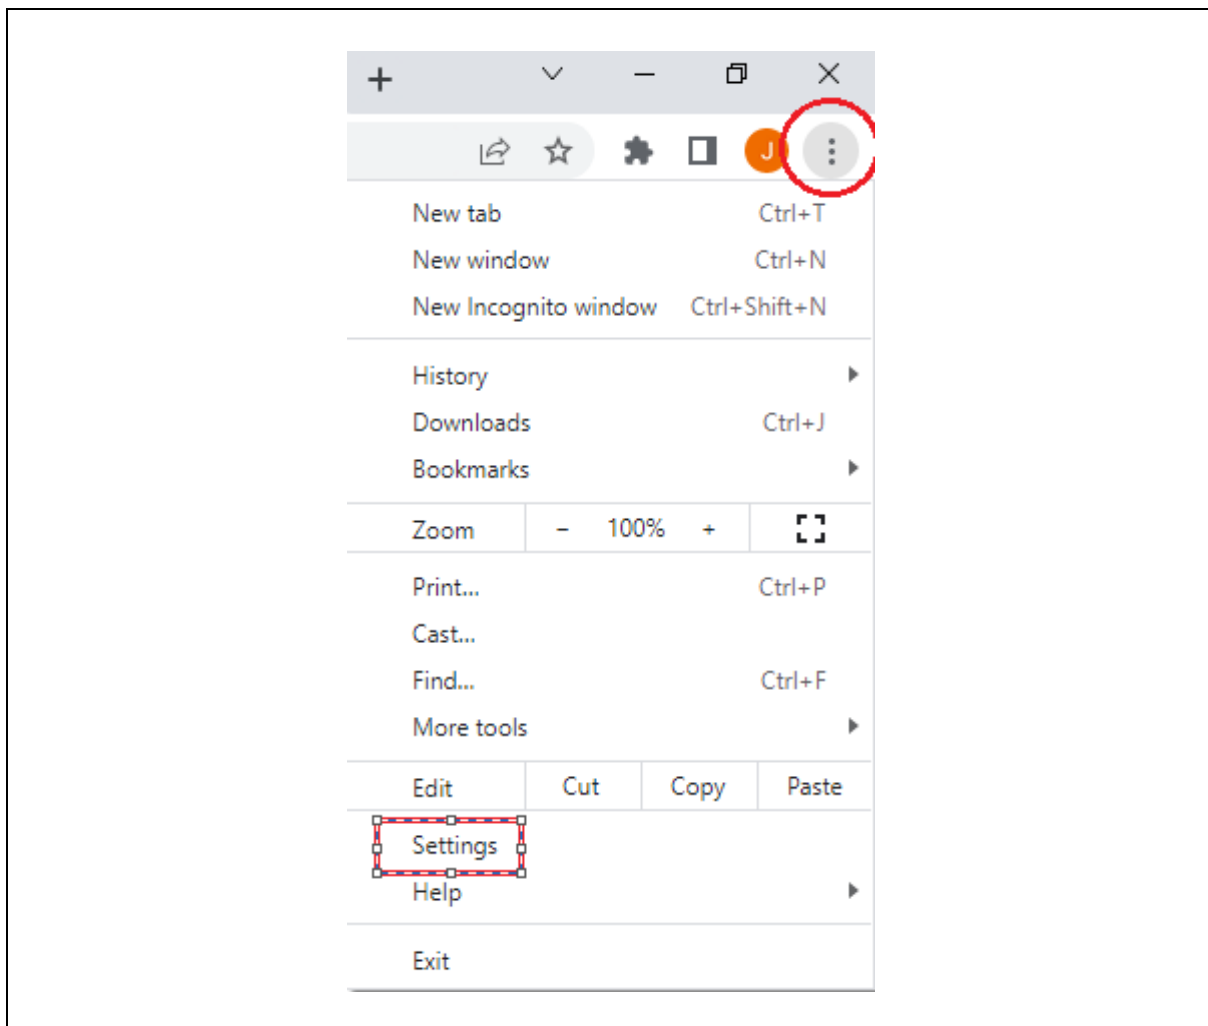 J
New tab Ctrl+T
New window Ctrl+N
New Incognito window Ctrl+Shift+N
History
Downloads Ctrl+J
Bookmarks
Zoom - 100% +
Print... Ctrl+P
Cast...
Find... Ctrl+F
More tools
Edit Cut Copy Paste
Settings
Help
Exit